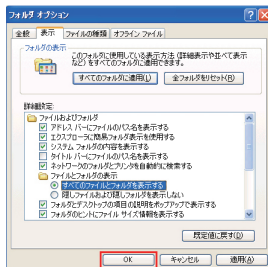 フォルダ オプション
全般 表示 ファイルの種類 オフライン ファイル
フォルダの表示
このフォルダに使用している表示方法 (詳細表示や並べて表示
など) をすべてのフォルダに適用できます。
すべてのフォルダに適用(L) 全フォルダをリセット(R)
詳細設定:
ファイルおよびフォルダ
アドレス バーにファイルのパス名を表示する
エクスプローラに簡易フォルダ表示を使用する
システム フォルダの内容を表示する
タイトル バーにファイルのパス名を表示する
ネットワークのフォルダとプリンタを自動的に検索する
ファイルとフォルダの表示
すべてのファイルとフォルダを表示する
隠しファイルおよび隠しフォルダを表示しない
フォルダとデスクトップの項目の説明をポップアップで表示する
フォルダのヒントにファイル サイズ情報を表示する
既定値に戻す(D)
OK キャンセル 適用(A)